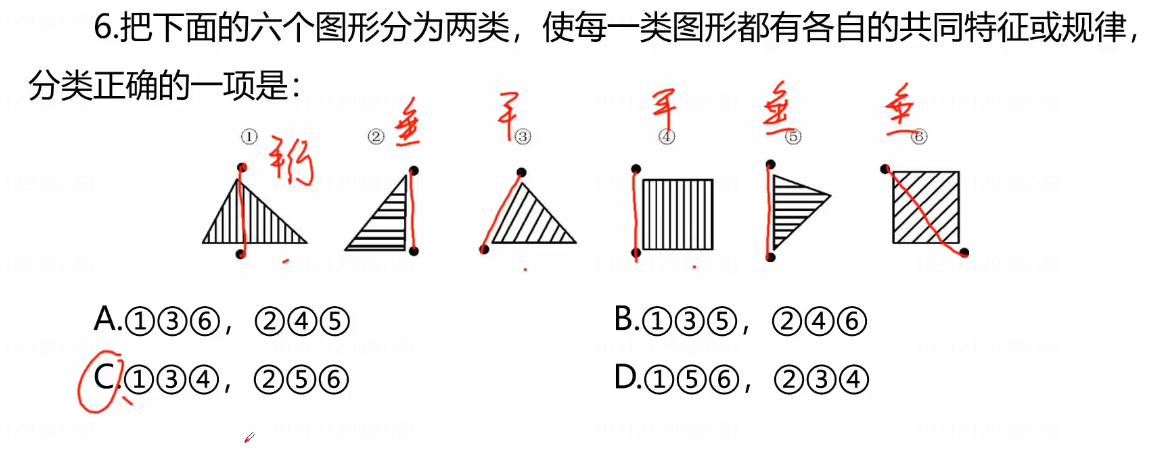 6.把下面的六个图形分为两类，使每一类图形都有各自的共同特征或规律，
分类正确的一项是：
① 平行 ② 垂 平 ③ 平 ④ 垂 ⑤ 垂 ⑥
A.①③⑥，②④⑤ B.①③⑤，②④⑥
C.①③④，②⑤⑥ D.①⑤⑥，②③④